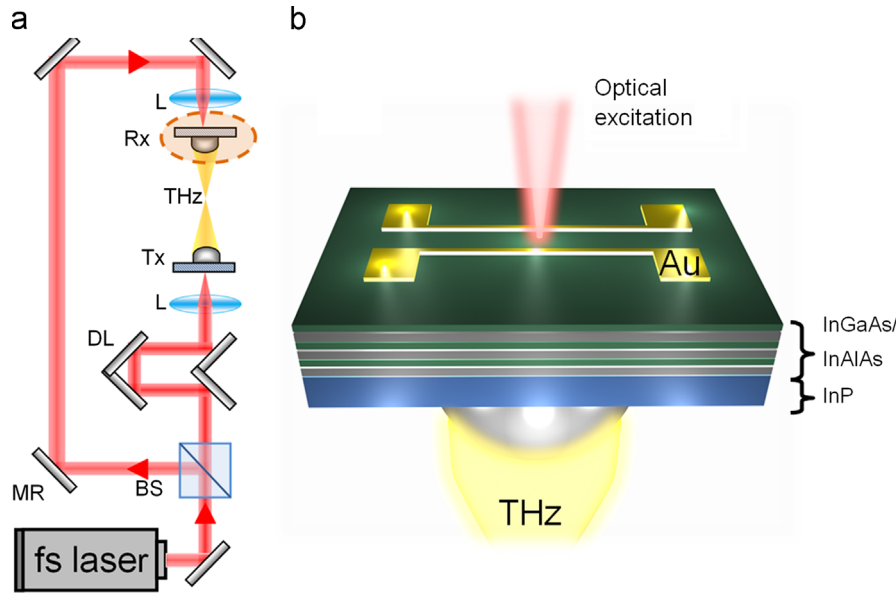 a
L
Rx
THz
Tx
L
DL
MR
BS
fs laser
b
Optical
excitation
Au
InGaAs/
InAlAs
InP
THz